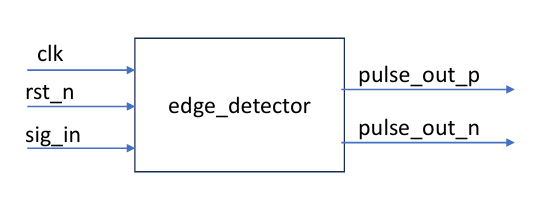 clk
rst_n
sig_in
edge_detector
pulse_out_p
pulse_out_n